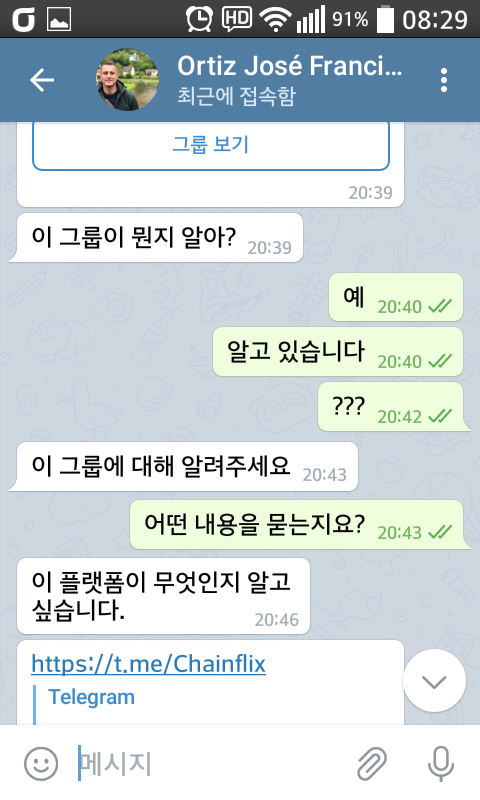 HD 91% 08:29
Ortiz José Franci...
최근에 접속함
그룹 보기
20:39
이 그룹이 뭔지 알아? 20:39
예 20:40
알고 있습니다 20:40
??? 20:42
이 그룹에 대해 알려주세요 20:43
어떤 내용을 묻는지요? 20:43
이 플랫폼이 무엇인지 알고
싶습니다. 20:46
https://t.me/Chainflix
Telegram
메시지